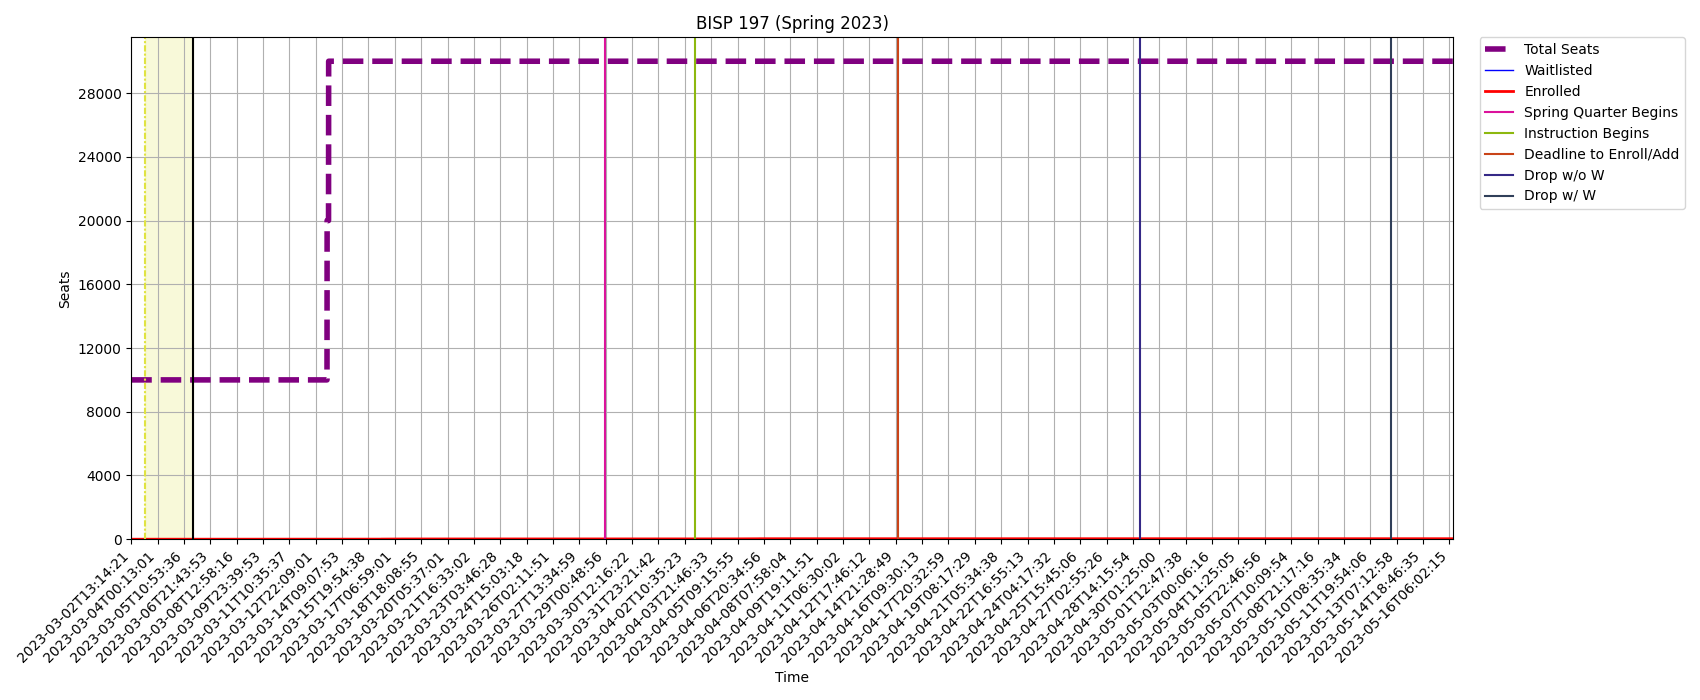 BISP 197 (Spring 2023)
Total Seats
Waitlisted
Enrolled
Spring Quarter Begins
Instruction Begins
Deadline to Enroll/Add
Drop w/o W
Drop w/ W
Seats
28000
24000
20000
16000
12000
8000
4000
0
2023-03-02T13:14:21
2023-03-04T00:13:01
2023-03-05T10:53:36
2023-03-06T21:43:53
2023-03-08T12:58:16
2023-03-09T23:39:53
2023-03-11T10:35:37
2023-03-12T22:09:01
2023-03-14T09:07:53
2023-03-15T19:54:38
2023-03-17T06:59:01
2023-03-18T18:08:55
2023-03-20T05:37:01
2023-03-21T16:33:02
2023-03-23T03:46:28
2023-03-24T15:03:18
2023-03-26T02:11:51
2023-03-27T13:34:59
2023-03-29T00:48:56
2023-03-30T12:16:22
2023-03-31T23:21:42
2023-04-02T10:35:23
2023-04-03T21:46:33
2023-04-05T09:15:55
2023-04-06T20:34:56
2023-04-08T07:58:04
2023-04-09T19:11:51
2023-04-11T06:30:02
2023-04-12T17:46:12
2023-04-14T21:28:49
2023-04-16T09:30:13
2023-04-17T20:32:59
2023-04-19T08:17:29
2023-04-21T05:34:38
2023-04-22T16:55:13
2023-04-24T04:17:32
2023-04-25T15:45:06
2023-04-27T02:55:26
2023-04-28T14:15:54
2023-04-30T01:25:00
2023-05-01T12:47:38
2023-05-03T00:06:16
2023-05-04T11:25:05
2023-05-05T22:46:56
2023-05-07T10:09:54
2023-05-08T21:17:16
2023-05-10T08:35:34
2023-05-11T19:54:06
2023-05-13T07:12:58
2023-05-14T18:46:35
2023-05-16T06:02:15
Time